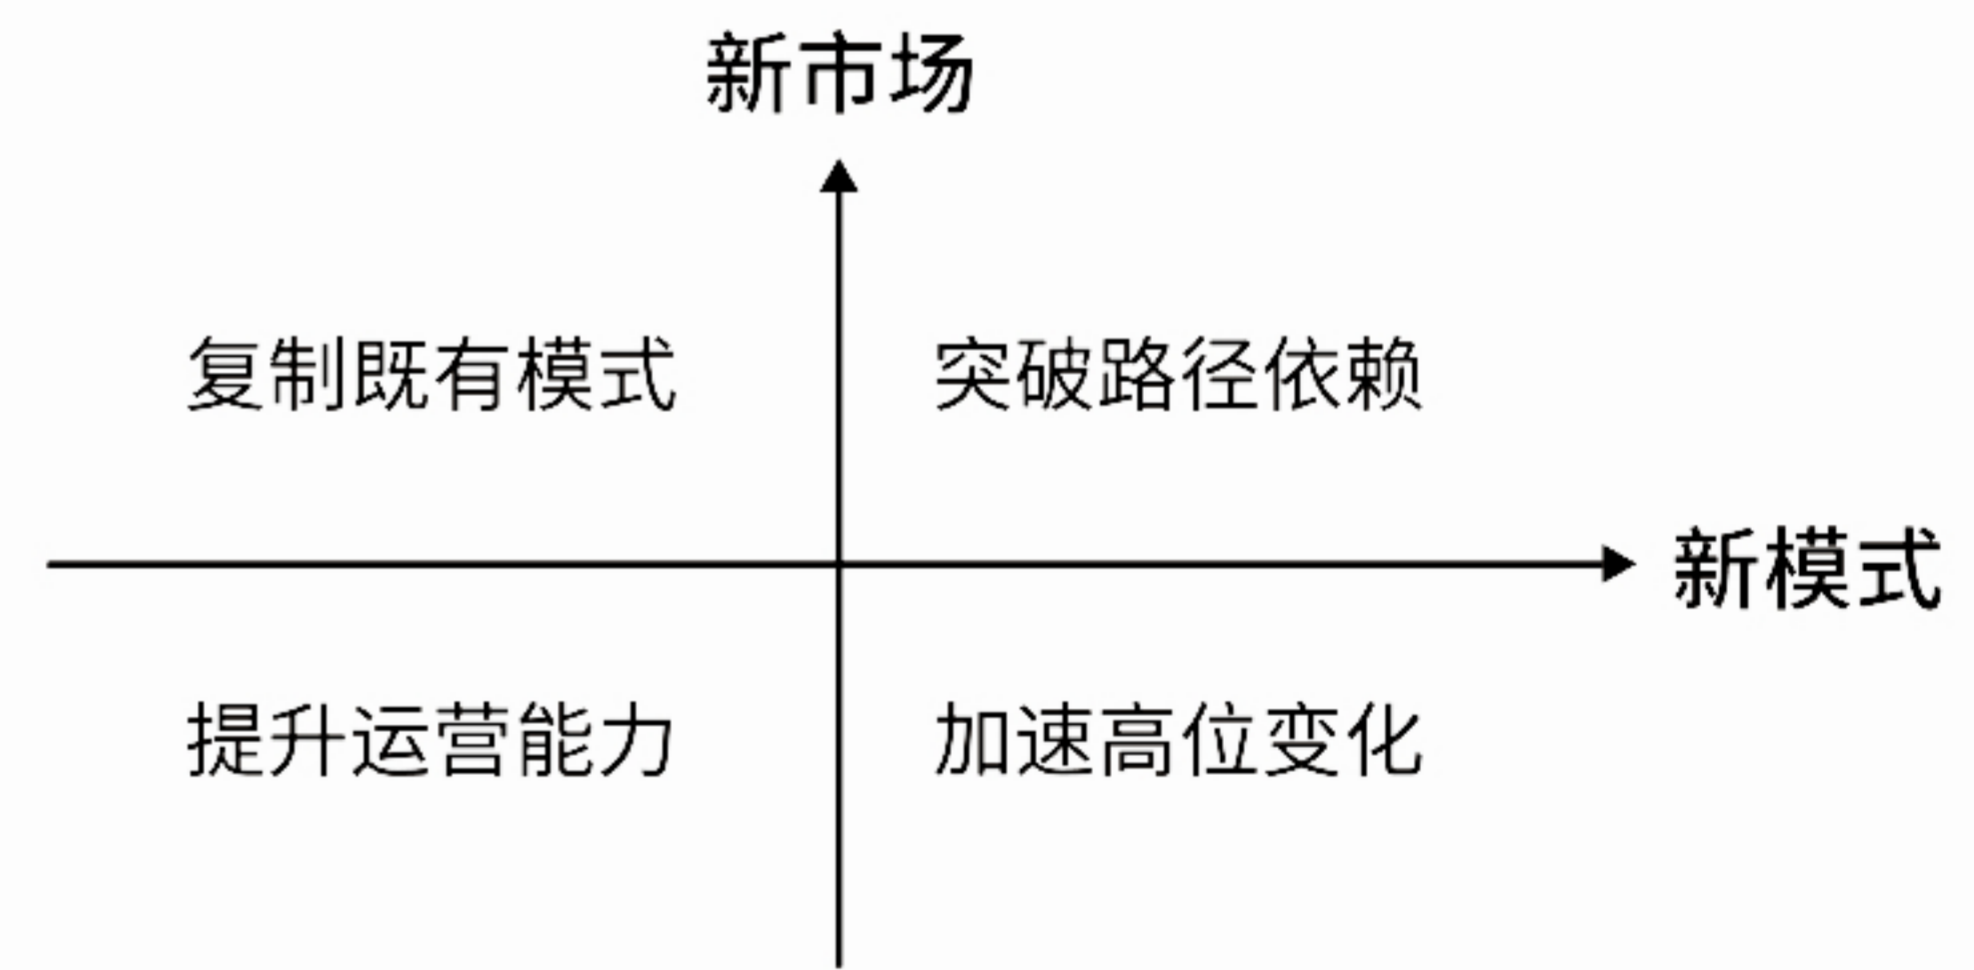 新市场
复制既有模式
突破路径依赖
新模式
提升运营能力
加速高位变化